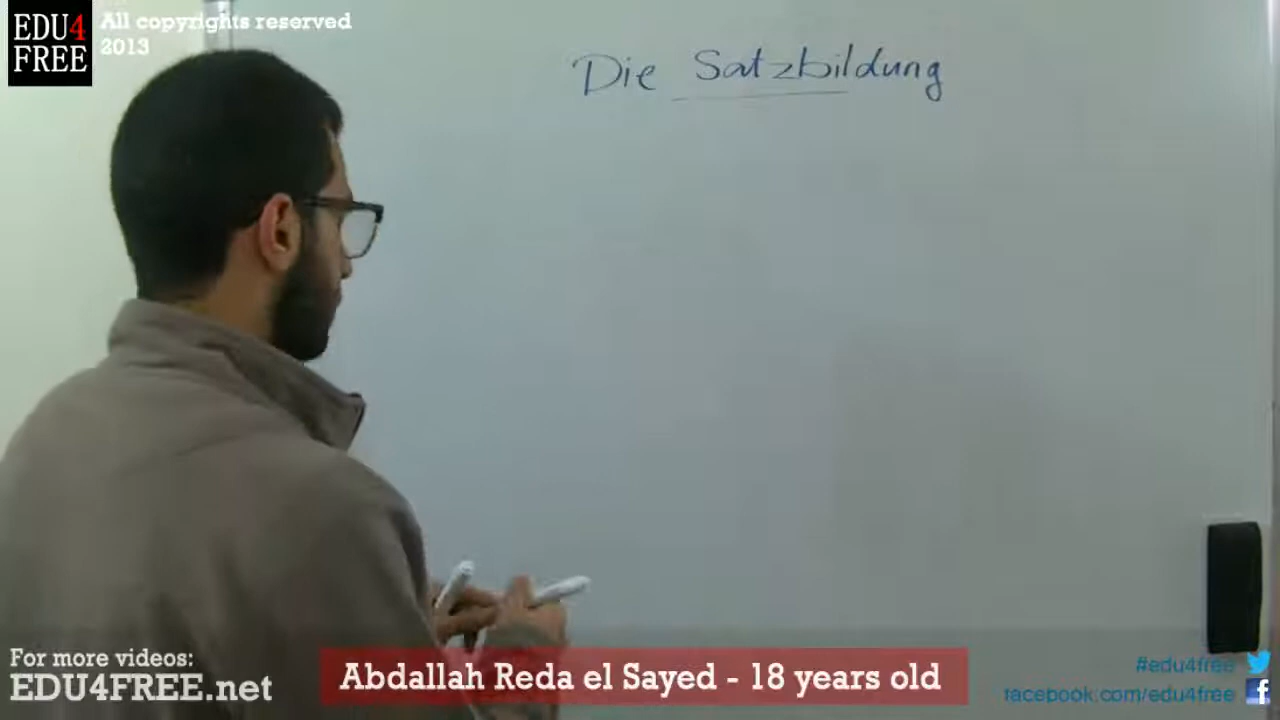 EDU4
FREE
All copyrights reserved
2013
Die Satzbildung
For more videos:
EDU4FREE.net
Abdallah Reda el Sayed - 18 years old
#edu4free
facebook.com/edu4free